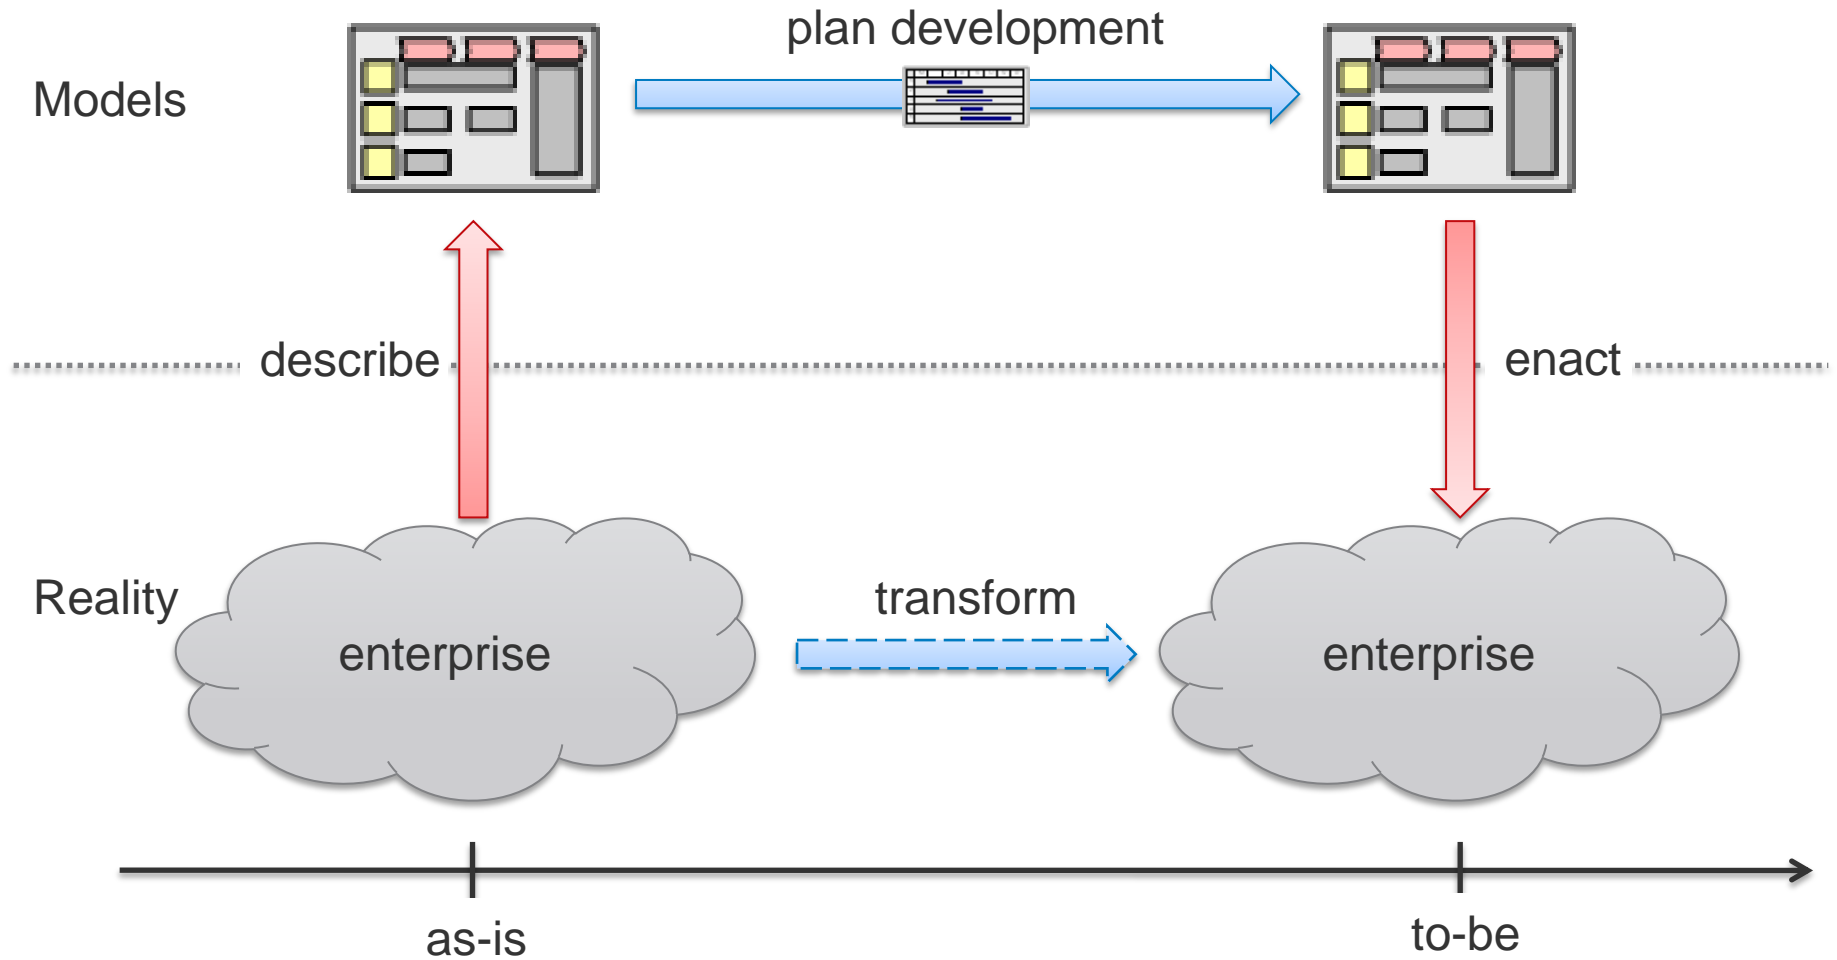 plan development
Models
describe
enact
Reality
transform
enterprise
enterprise
as-is
to-be